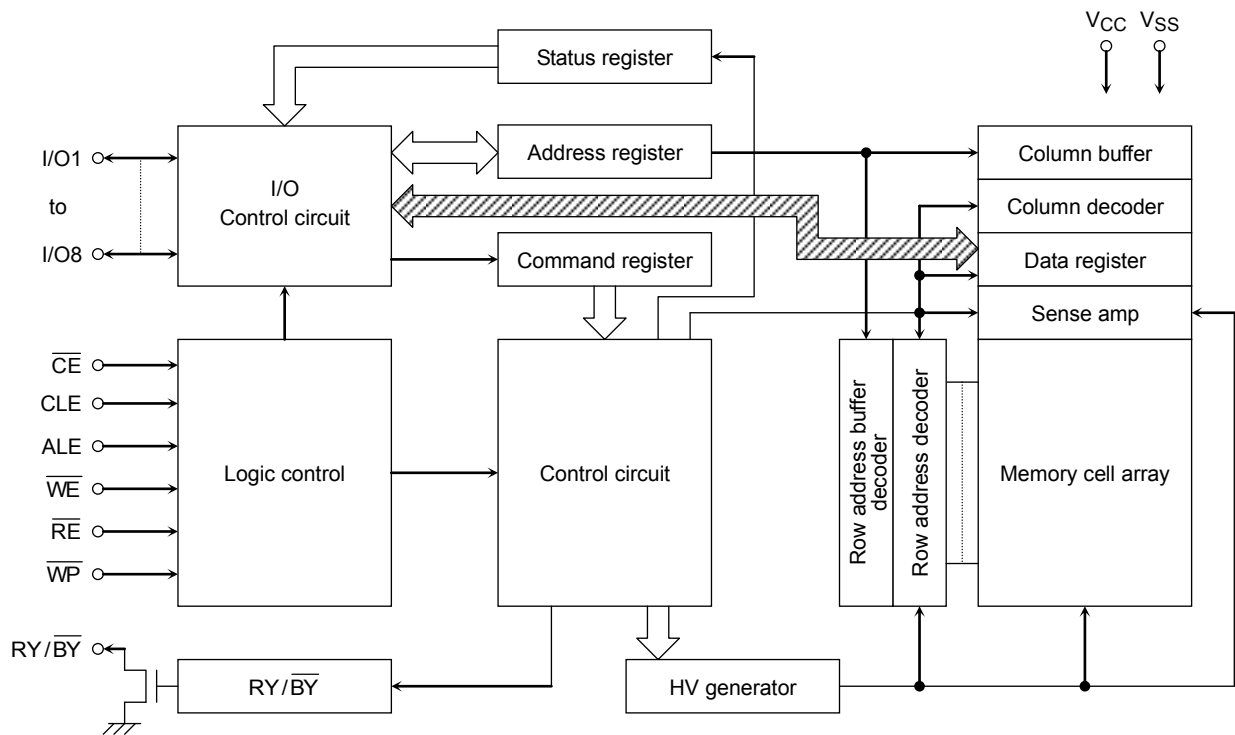 VCC VSS
Status register
Address register
Column buffer
I/O1
to
I/O8
I/O
Control circuit
Column decoder
Command register
Data register
Sense amp
CE
CLE
ALE
WE
RE
WP
Logic control
Control circuit
Row address buffer
decoder
Row address decoder
Memory cell array
RY/BY
RY/BY
HV generator